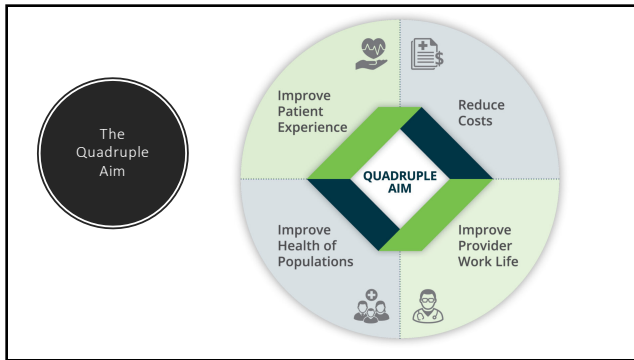 The
Quadruple
Aim
Improve
Patient
Experience
Reduce
Costs
QUADRUPLE
AIM
Improve
Health of
Populations
Improve
Provider
Work Life
$